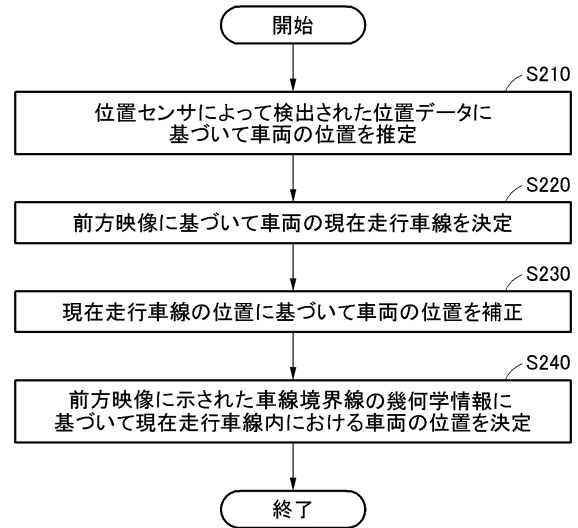 開始
S210
位置センサによって検出された位置データに
基づいて車両の位置を推定
S220
前方映像に基づいて車両の現在走行車線を決定
S230
現在走行車線の位置に基づいて車両の位置を補正
S240
前方映像に示された車線境界線の幾何学情報に
基づいて現在走行車線内における車両の位置を決定
終了